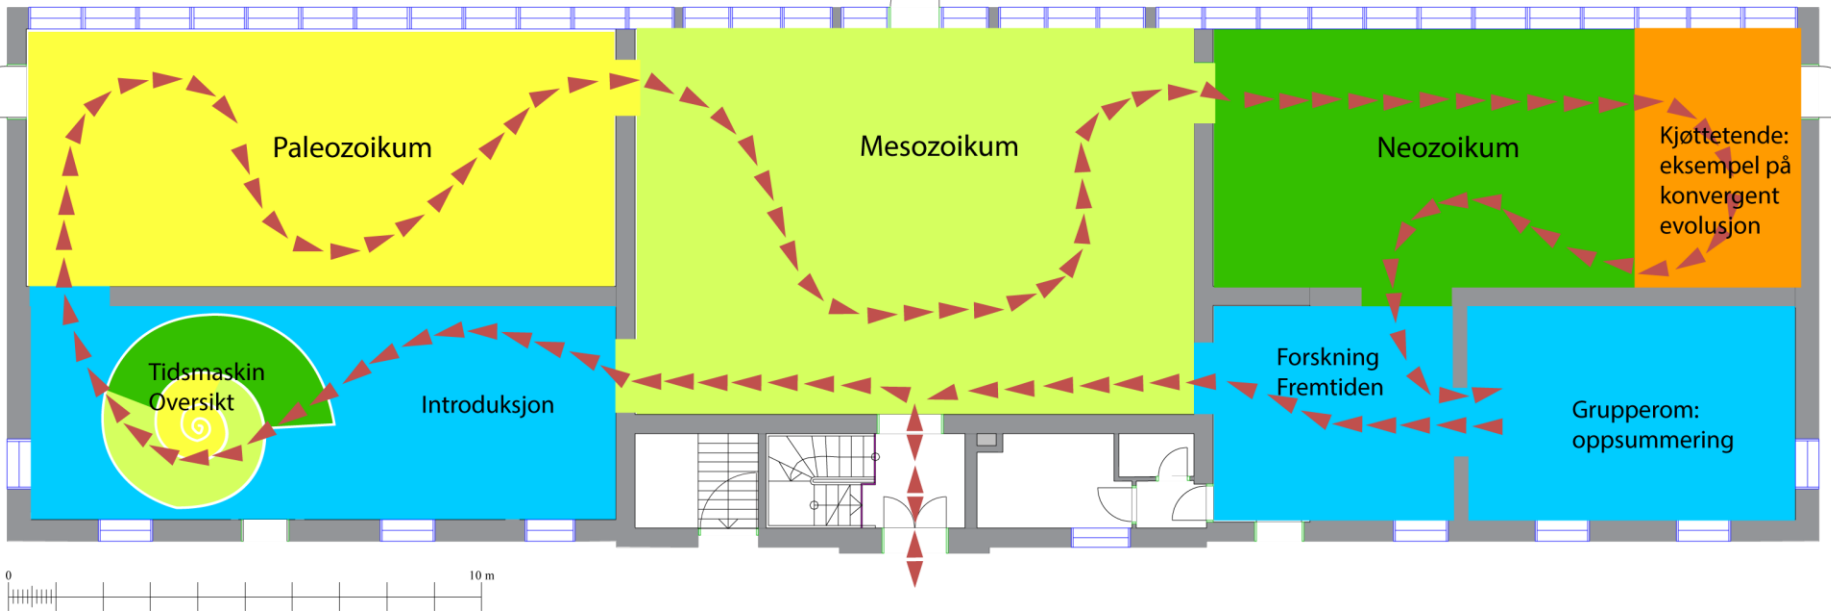 Paleozoikum
Mesozoikum
Neozoikum
Kjøttetende:
eksempel på
konvergent
evolusjon
Tidsmaskin
Oversikt
Introduksjon
Forskning
Fremtiden
Grupperom:
oppsummering
0
10 m